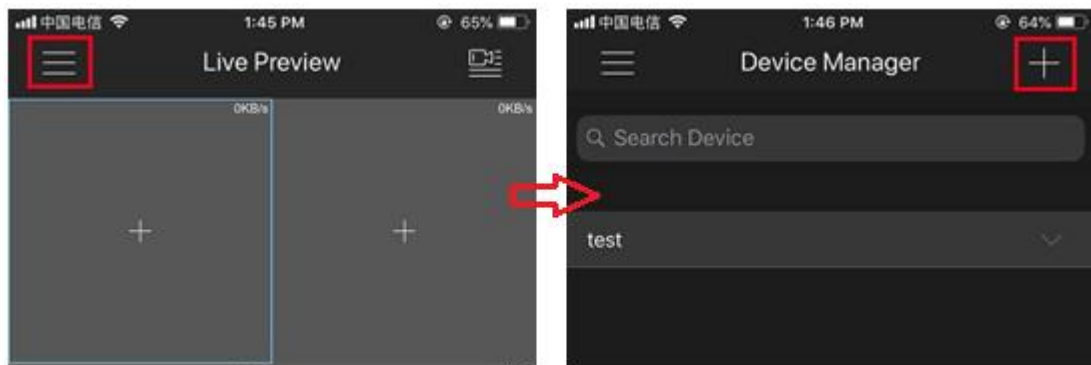 中国电信 1:45 PM 65%
Live Preview
0KB/s 0KB/s
中国电信 1:46 PM 64%
Device Manager
Search Device
test